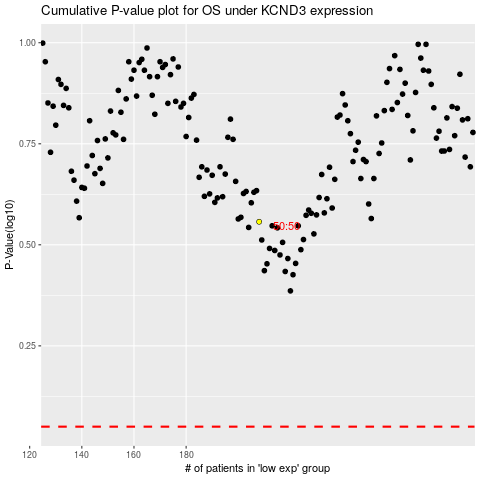 Cumulative P-value plot for OS under KCND3 expression
P-Value(log10)
1.00
0.75
0.50
0.25
50:50
120 140 160 180
# of patients in 'low exp' group